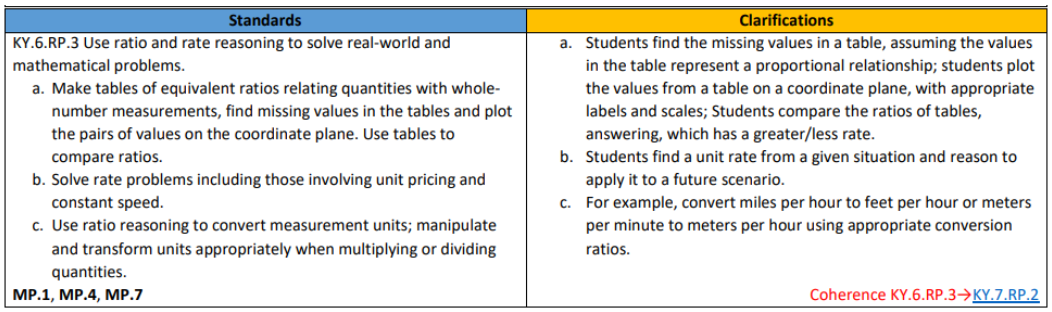 Standards
KY.6.RP.3 Use ratio and rate reasoning to solve real-world and
mathematical problems.
a. Make tables of equivalent ratios relating quantities with whole-
number measurements, find missing values in the tables and plot
the pairs of values on the coordinate plane. Use tables to
compare ratios.
b. Solve rate problems including those involving unit pricing and
constant speed.
c. Use ratio reasoning to convert measurement units; manipulate
and transform units appropriately when multiplying or dividing
quantities.
MP.1, MP.4, MP.7
Clarifications
a. Students find the missing values in a table, assuming the values
in the table represent a proportional relationship; students plot
the values from a table on a coordinate plane, with appropriate
labels and scales; Students compare the ratios of tables,
answering, which has a greater/less rate.
b. Students find a unit rate from a given situation and reason to
apply it to a future scenario.
c. For example, convert miles per hour to feet per hour or meters
per minute to meters per hour using appropriate conversion
ratios.
Coherence KY.6.RP.3→KY.7.RP.2